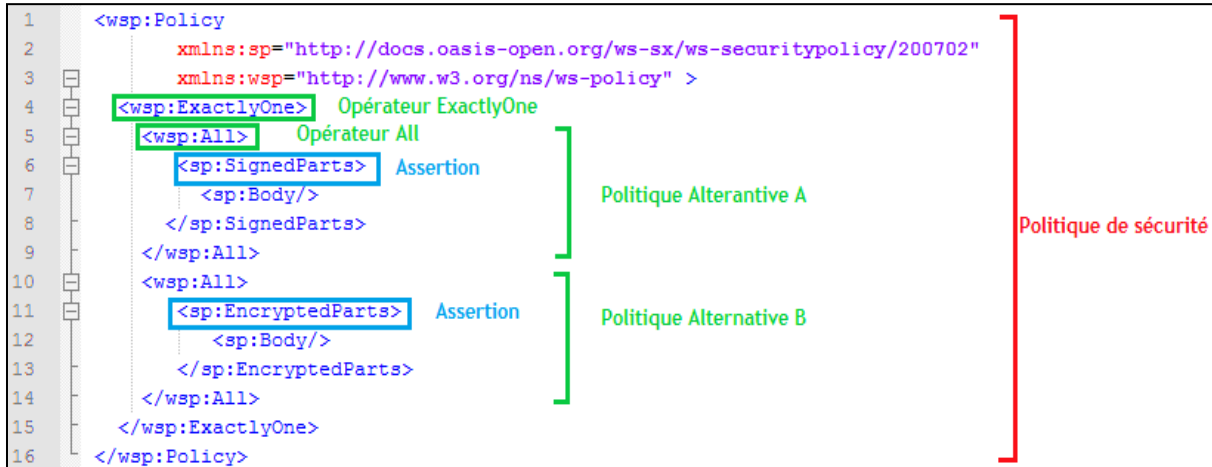 1 <wsp:Policy
2 xmlns:sp="http://docs.oasis-open.org/ws-sx/ws-securitypolicy/200702"
3 xmlns:wsp="http://www.w3.org/ns/ws-policy" >
4 <wsp:ExactlyOne> Opérateur ExactlyOne
5 <wsp:All> Opérateur All
6 <sp:SignedParts> Assertion
7 <sp:Body/> Politique Alterantive A
8 </sp:SignedParts> Politique de sécurité
9 </wsp:All>
10 <wsp:All>
11 <sp:EncryptedParts> Assertion Politique Alternative B
12 <sp:Body/>
13 </sp:EncryptedParts>
14 </wsp:All>
15 </wsp:ExactlyOne>
16 </wsp:Policy>